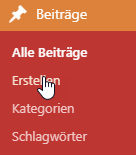 Beiträge
Alle Beiträge
Erstellen
Kategorien
Schlagwörter